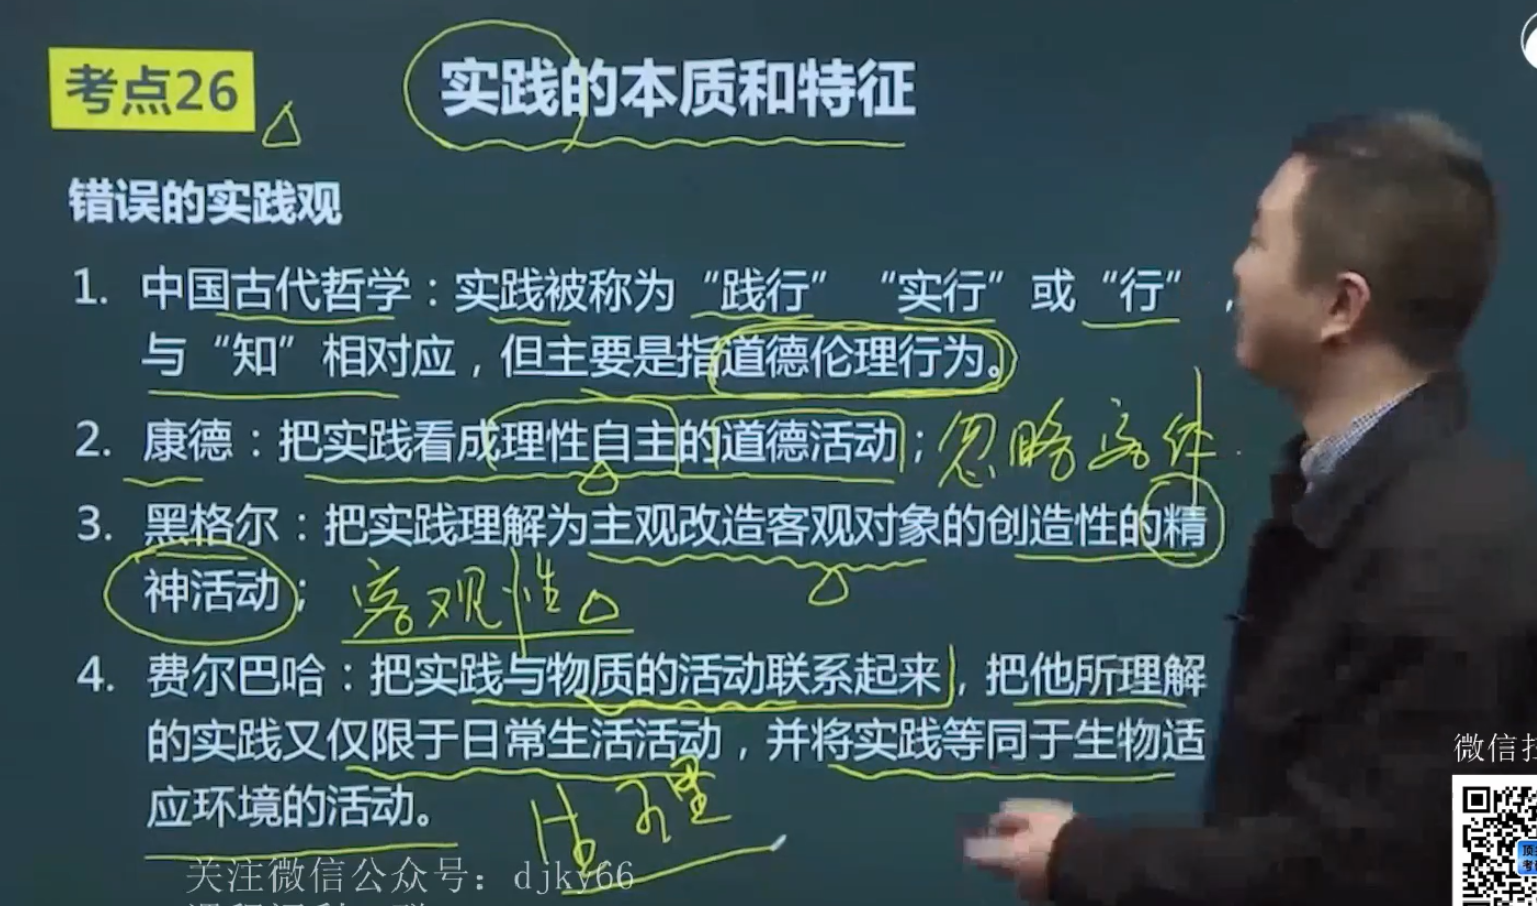 考点26
实践的本质和特征
错误的实践观
1. 中国古代哲学：实践被称为“践行”“实行”或“行”，
与“知”相对应，但主要是指道德伦理行为。
2. 康德：把实践看成理性自主的道德活动；忽略客体
3. 黑格尔：把实践理解为主观改造客观对象的创造性的精
神活动；客观性
4. 费尔巴哈：把实践与物质的活动联系起来，把他所理解
的实践又仅限于日常生活活动，并将实践等同于生物适
应环境的活动。
关注微信公众号：djky66
微信扫